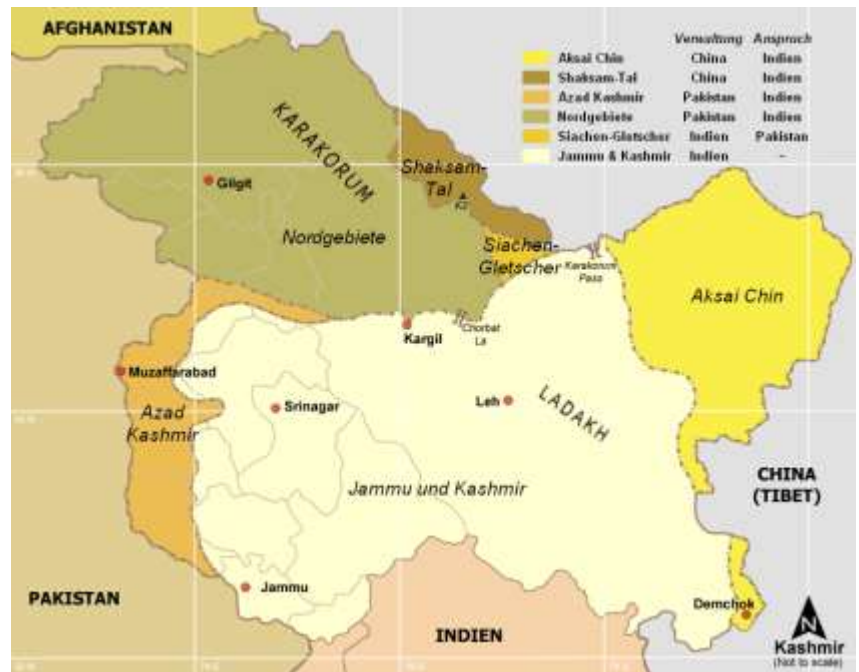 AFGHANISTAN
Verwaltung Anspruch
Aksai Chin China Indien
Shaksam-Tal China Indien
Azad Kashmir Pakistan Indien
Nordgebiete Pakistan Indien
Siachen-Gletscher Indien Pakistan
Jammu & Kashmir Indien -
KARAKORUM
Shaksam-
Tal
K2
Gilgit
Nordgebiete
Siachen-
Gletscher
Karakorum
Pass
Aksai Chin
Kargil
Chorbat
La
Muzaffarabad
Azad
Kashmir
Srinagar
Leh
LADAKH
Jammu und Kashmir
CHINA
(TIBET)
Jammu
PAKISTAN
INDIEN
Demchok
N
Kashmir
(Not to scale)